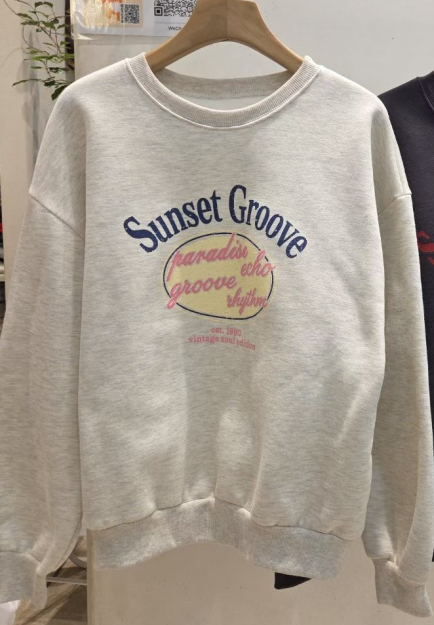 Sunset Groove
paradise
echo
groove
rhythm
est. 1990
vintage soul edition